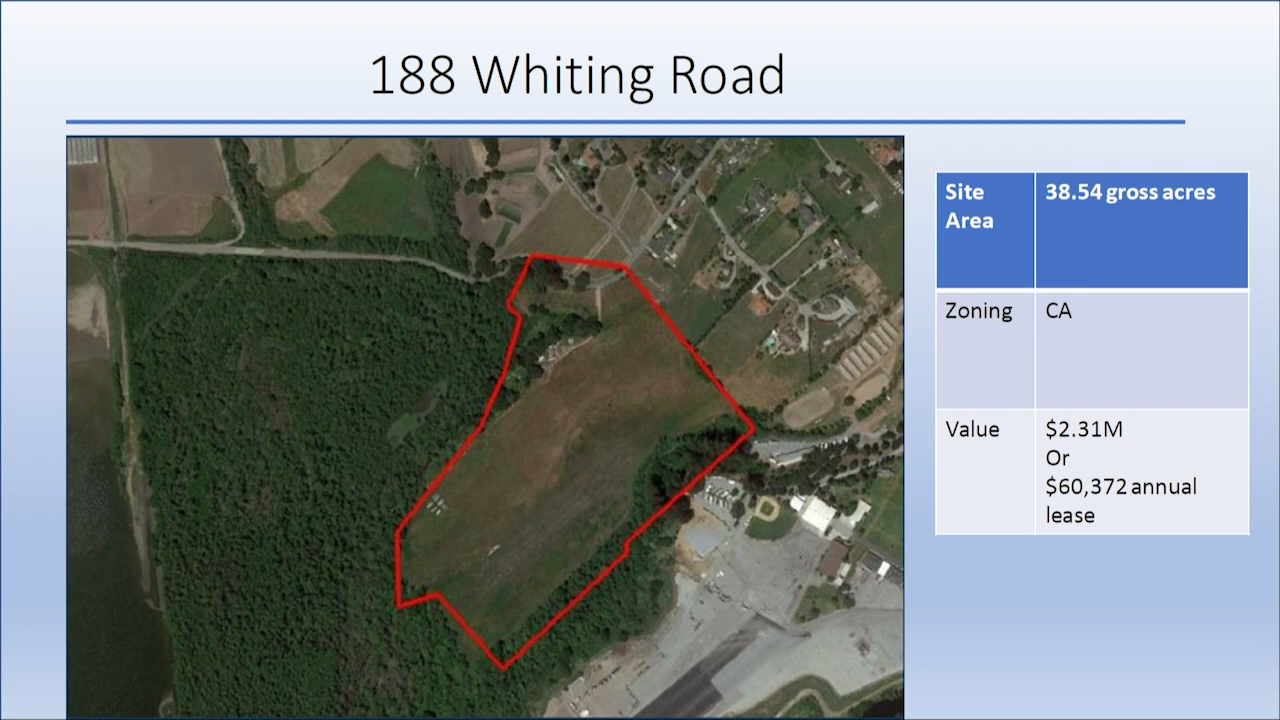 188 Whiting Road
Site
Area
38.54 gross acres
Zoning
CA
Value
$2.31M
Or
$60,372 annual
lease